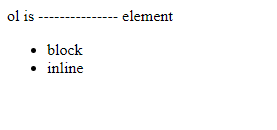 ol is --------------- element
• block
• inline